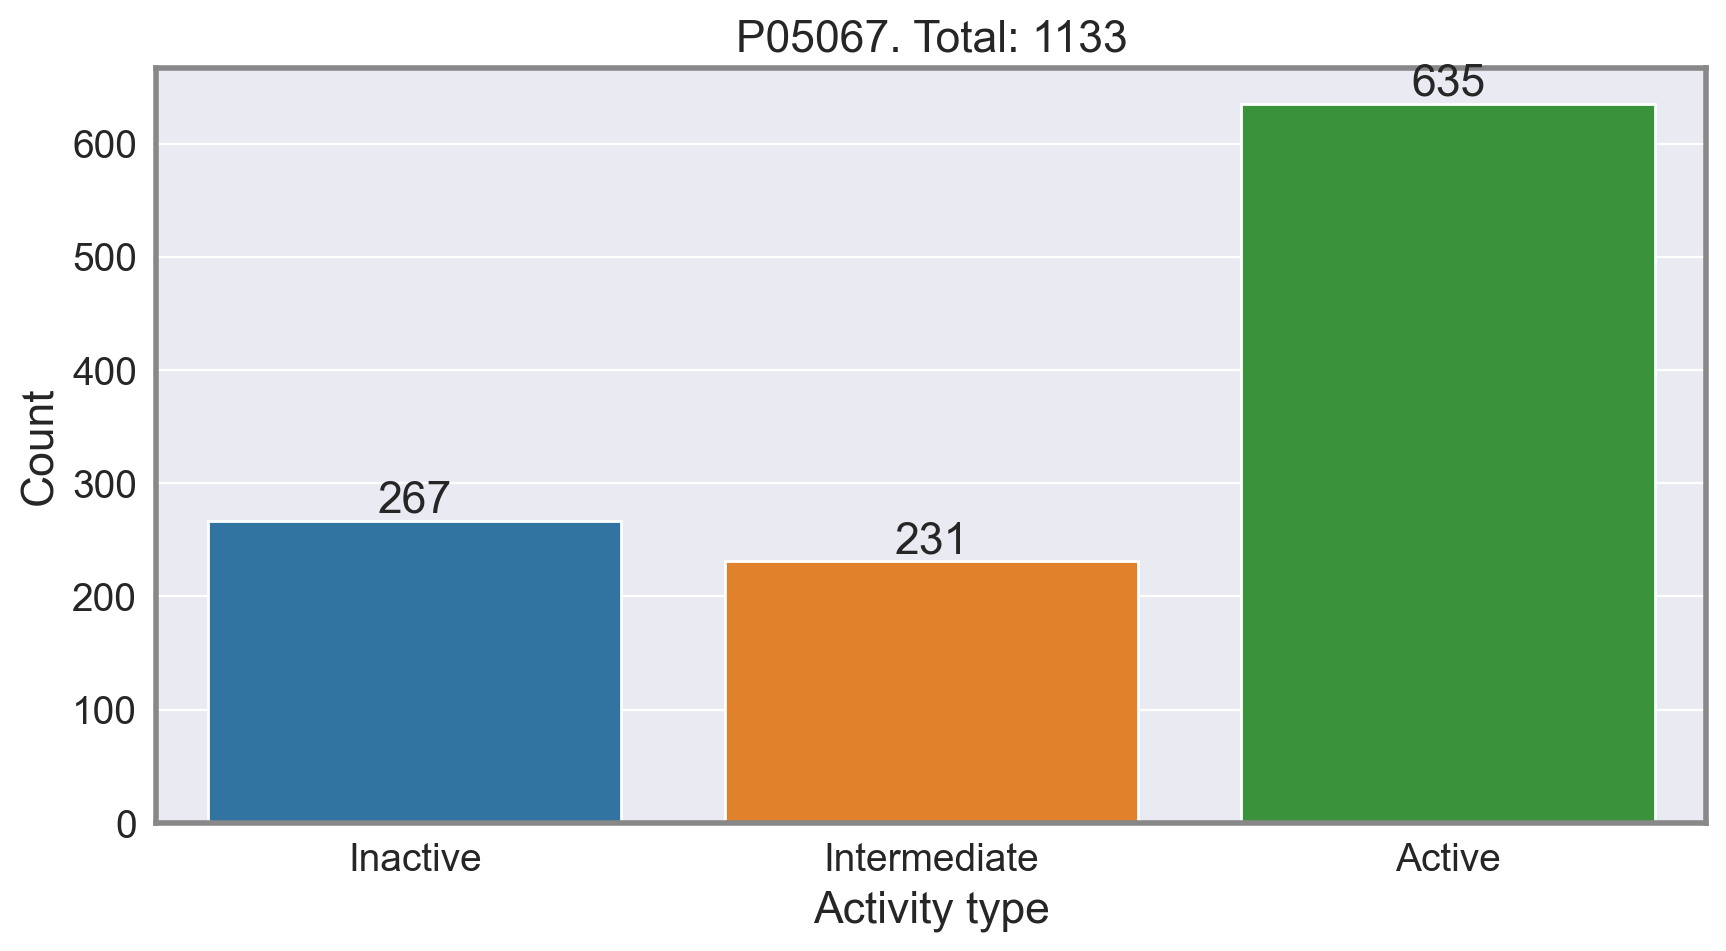 P05067. Total: 1133
635
600
500
400
300
267
231
200
100
0
Count
Inactive Intermediate Active
Activity type